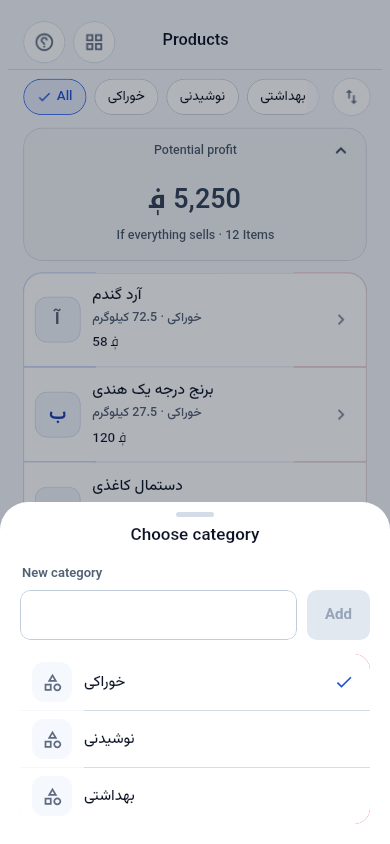 Products
All
خوراکی
نوشیدنی
بهداشتی
Potential profit
؋ 5,250
If everything sells · 12 Items
آ
آرد گندم
خوراکی · 72.5 کیلوگرم
58 ؋
ب
برنج درجه یک هندی
خوراکی · 27.5 کیلوگرم
120 ؋
دستمال کاغذی
Choose category
New category
Add
خوراکی
نوشیدنی
بهداشتی